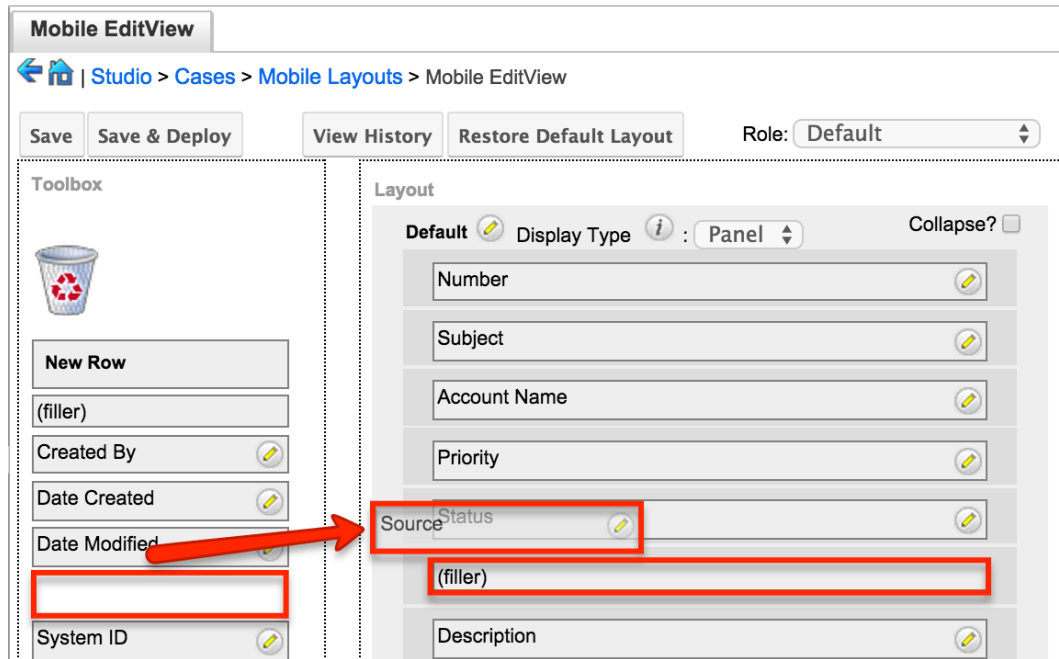 Mobile EditView
| Studio > Cases > Mobile Layouts > Mobile EditView
Save Save & Deploy View History Restore Default Layout Role: Default
Toolbox
New Row
(filler)
Created By
Date Created
Date Modified
System ID
Layout
Default Display Type i : Panel Collapse?
Number
Subject
Account Name
Priority
Source Status
(filler)
Description